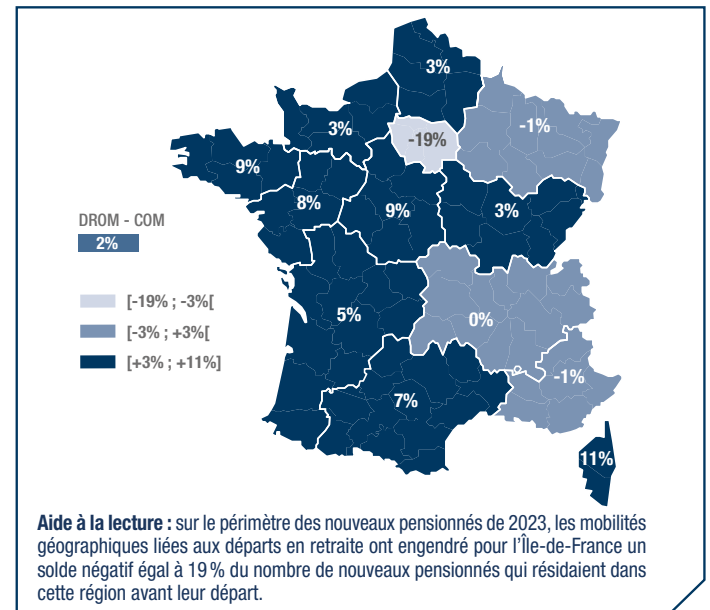 3%
3%
-19%
-1%
9%
8%
9%
3%
DROM - COM
2%
[-19% ; -3%[
[-3% ; +3%[
[+3% ; +11%]
5%
0%
7%
-1%
11%
Aide à la lecture : sur le périmètre des nouveaux pensionnés de 2023, les mobilités
géographiques liées aux départs en retraite ont engendré pour l'Île-de-France un
solde négatif égal à 19 % du nombre de nouveaux pensionnés qui résidaient dans
cette région avant leur départ.